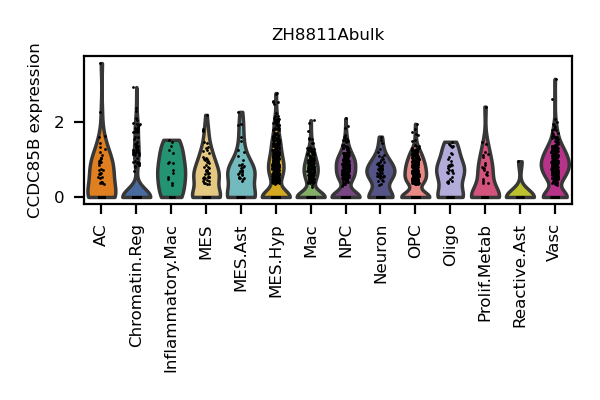 ZH8811Abulk
CCDC85B expression
2
0
AC
Chromatin.Reg
Inflammatory.Mac
MES
MES.Ast
MES.Hyp
Mac
NPC
Neuron
OPC
Oligo
Prolif.Metab
Reactive.Ast
Vasc